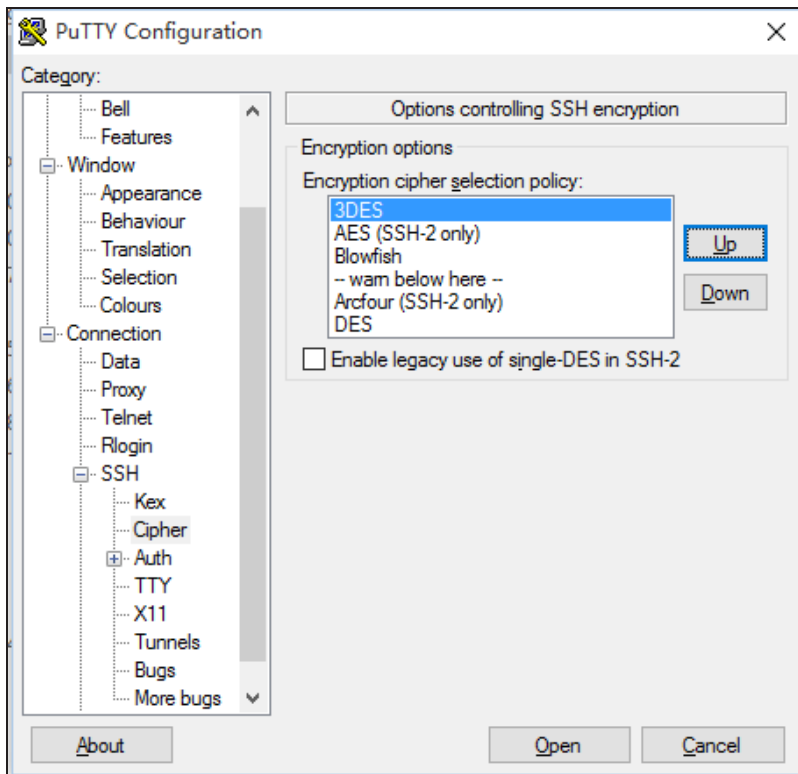 PuTTY Configuration
Category:
Bell
Features
Window
Appearance
Behaviour
Translation
Selection
Colours
Connection
Data
Proxy
Telnet
Rlogin
SSH
Kex
Cipher
Auth
TTY
X11
Tunnels
Bugs
More bugs
Options controlling SSH encryption
Encryption options
Encryption cipher selection policy:
3DES
AES (SSH-2 only)
Blowfish
-- warn below here --
Arcfour (SSH-2 only)
DES
Up
Down
Enable legacy use of single-DES in SSH-2
About
Open
Cancel